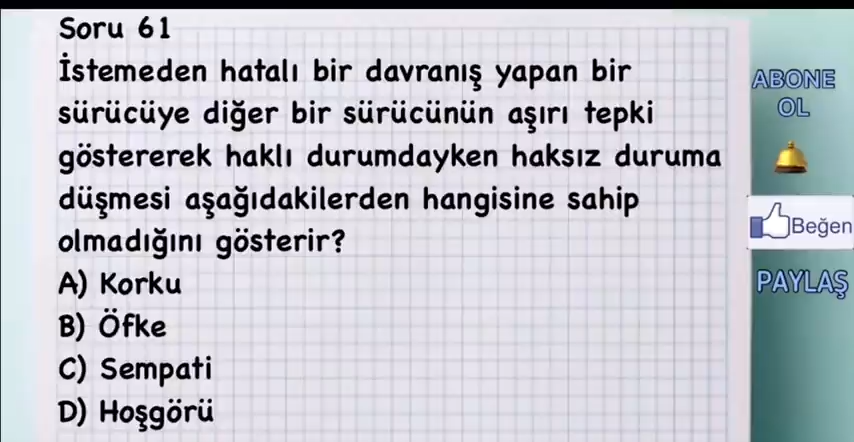 Soru 61
İstemeden hatalı bir davranış yapan bir
sürücüye diğer bir sürücünün aşırı tepki
göstererek haklı durumdayken haksız duruma
düşmesi aşağıdakilerden hangisine sahip
olmadığını gösterir?
A) Korku
B) Öfke
C) Sempati
D) Hoşgörü
ABONE
OL
Beğen
PAYLAŞ